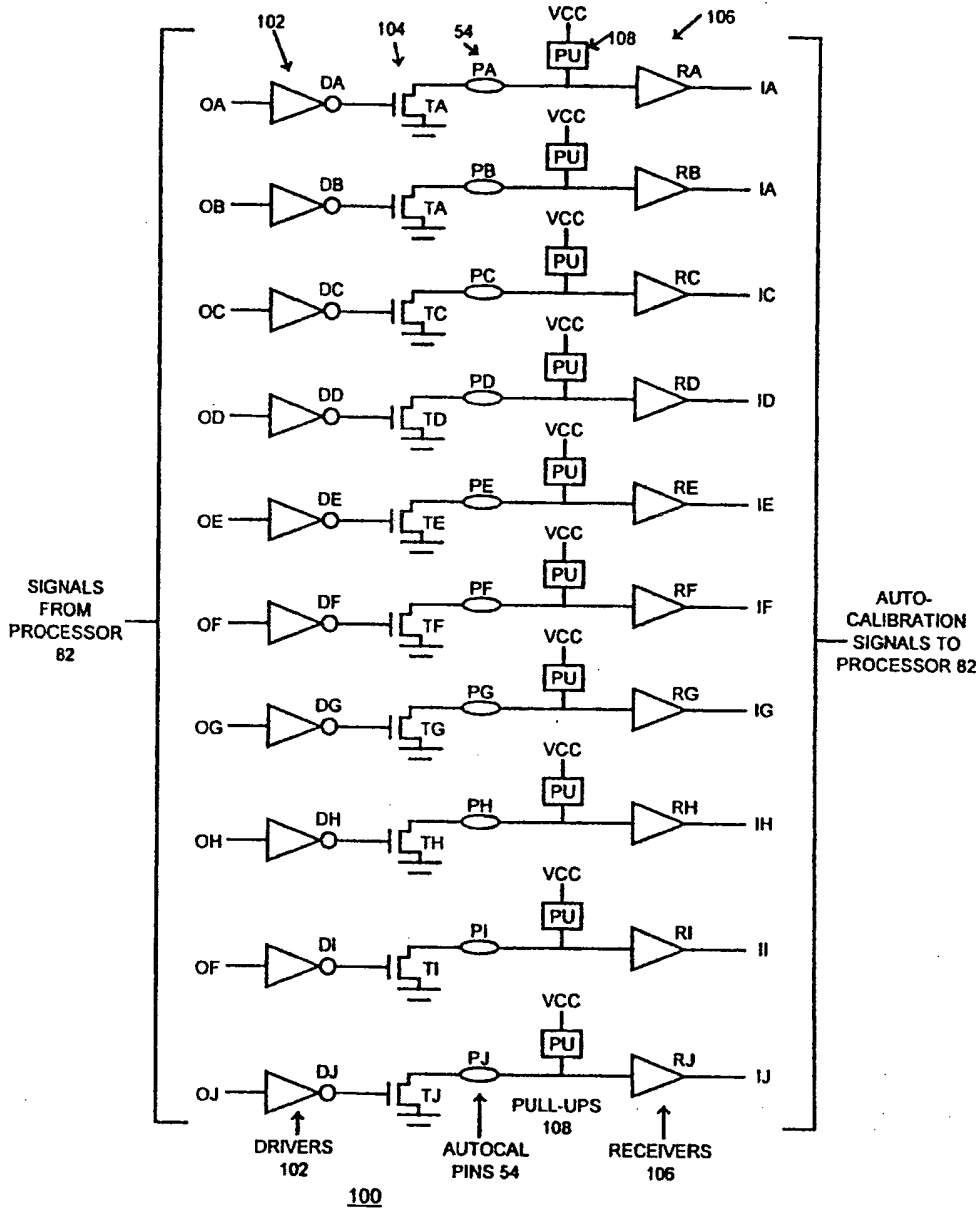 VCC
102
104
54
PU
108
106
DA
PA
RA
OA
TA
IA
VCC
PU
DB
PB
RB
OB
TA
IA
VCC
PU
DC
PC
RC
OC
TC
IC
VCC
PU
DD
PD
RD
OD
TD
ID
VCC
PU
DE
PE
RE
OE
TE
IE
VCC
PU
DF
PF
RF
OF
TF
IF
SIGNALS
FROM
PROCESSOR
82
AUTO-
CALIBRATION
SIGNALS TO
PROCESSOR 82
VCC
PU
DG
PG
RG
OG
TG
IG
VCC
PU
DH
PH
RH
OH
TH
IH
VCC
PU
DI
PI
RI
OF
TI
II
VCC
PU
DJ
PJ
RJ
OJ
TJ
IJ
DRIVERS
102
AUTOCAL
PINS 54
PULL-UPS
108
RECEIVERS
106
100